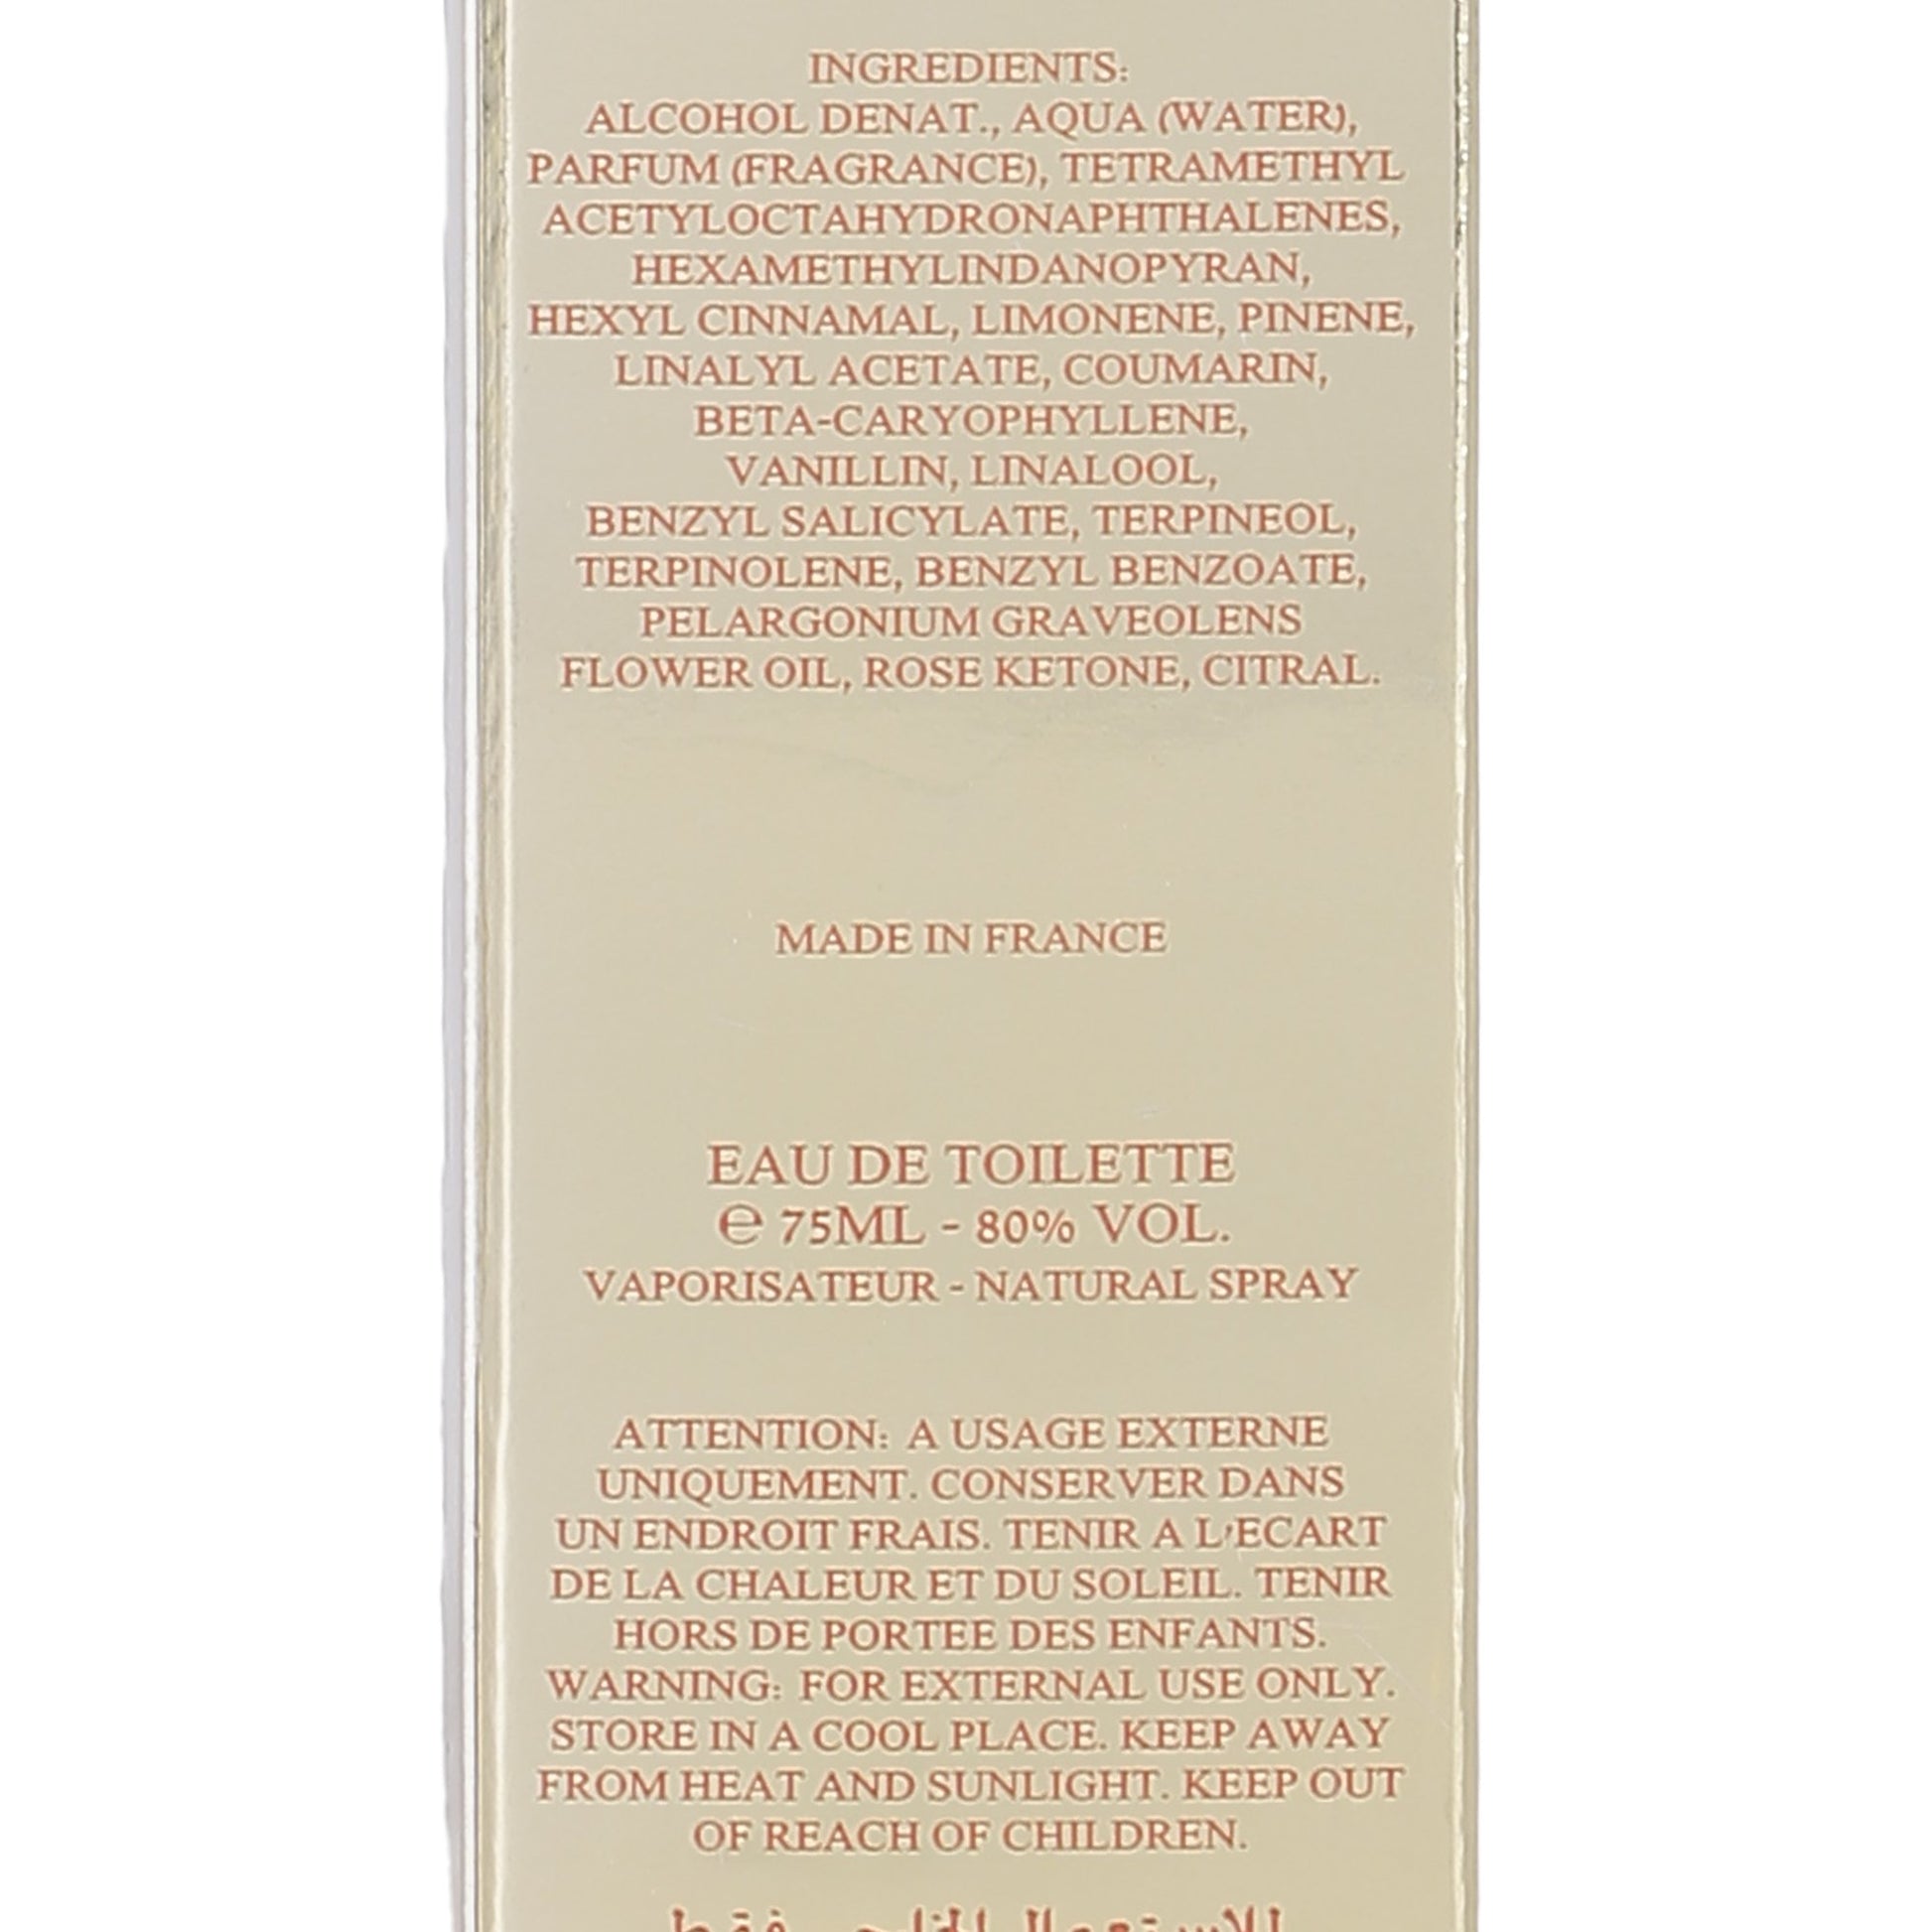 INGREDIENTS:
ALCOHOL DENAT., AQUA (WATER),
PARFUM (FRAGRANCE), TETRAMETHYL
ACETYLOCTAHYDRONAPHTHALENES,
HEXAMETHYLINDANOPYRAN,
HEXYL CINNAMAL, LIMONENE, PINENE,
LINALYL ACETATE, COUMARIN,
BETA-CARYOPHYLLENE,
VANILLIN, LINALOOL,
BENZYL SALICYLATE, TERPINEOL,
TERPINOLENE, BENZYL BENZOATE,
PELARGONIUM GRAVEOLENS
FLOWER OIL, ROSE KETONE, CITRAL.
MADE IN FRANCE
EAU DE TOILETTE
℮ 75ML - 80% VOL.
VAPORISATEUR - NATURAL SPRAY
ATTENTION: A USAGE EXTERNE
UNIQUEMENT. CONSERVER DANS
UN ENDROIT FRAIS. TENIR A L'ECART
DE LA CHALEUR ET DU SOLEIL. TENIR
HORS DE PORTEE DES ENFANTS.
WARNING: FOR EXTERNAL USE ONLY.
STORE IN A COOL PLACE. KEEP AWAY
FROM HEAT AND SUNLIGHT. KEEP OUT
OF REACH OF CHILDREN.
للاستعمال الخارجي فقط